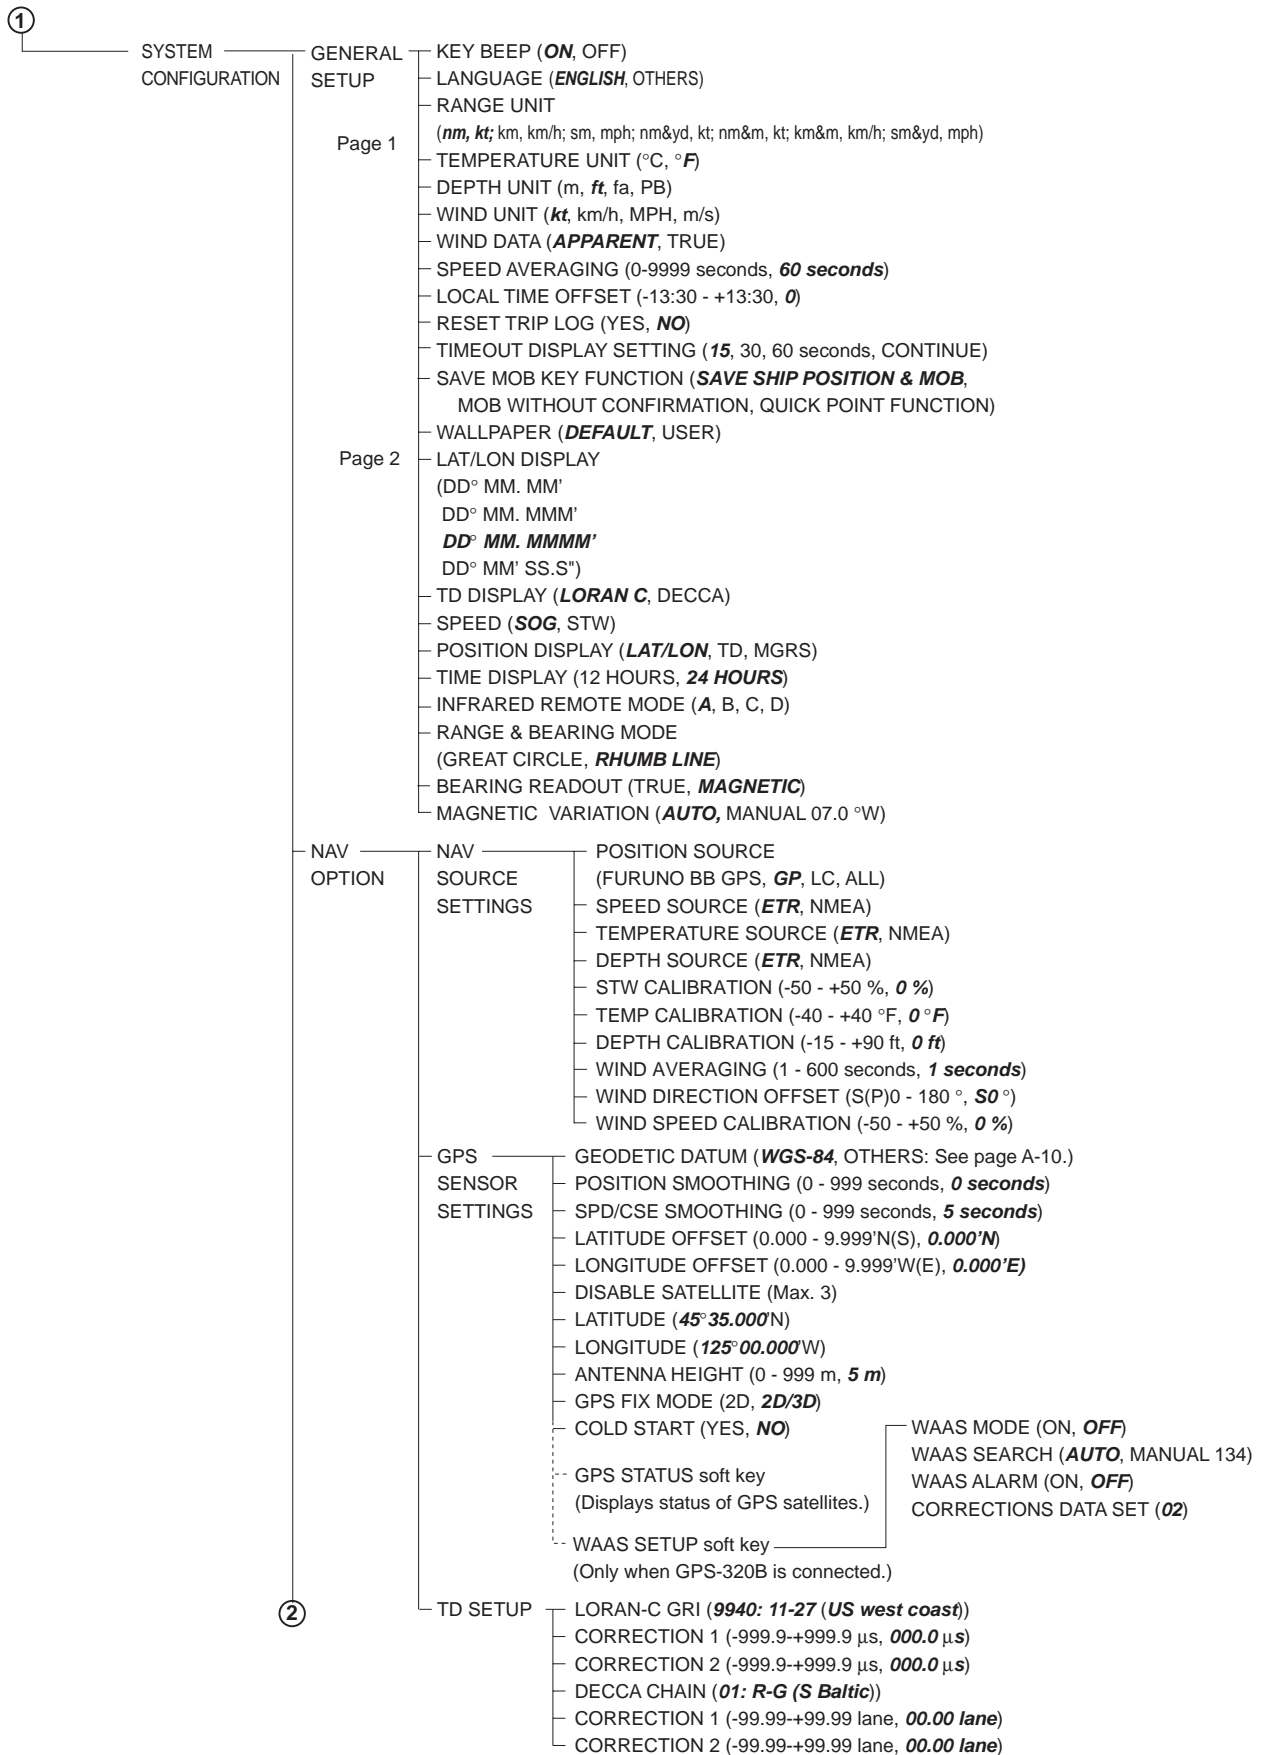 1
SYSTEM
CONFIGURATION
GENERAL
SETUP
Page 1
KEY BEEP (ON, OFF)
LANGUAGE (ENGLISH, OTHERS)
RANGE UNIT
(nm, kt; km, km/h; sm, mph; nm&yd, kt; nm&m, kt; km&m, km/h; sm&yd, mph)
TEMPERATURE UNIT (°C, °F)
DEPTH UNIT (m, ft, fa, PB)
WIND UNIT (kt, km/h, MPH, m/s)
WIND DATA (APPARENT, TRUE)
SPEED AVERAGING (0-9999 seconds, 60 seconds)
LOCAL TIME OFFSET (-13:30 - +13:30, 0)
RESET TRIP LOG (YES, NO)
TIMEOUT DISPLAY SETTING (15, 30, 60 seconds, CONTINUE)
SAVE MOB KEY FUNCTION (SAVE SHIP POSITION & MOB,
MOB WITHOUT CONFIRMATION, QUICK POINT FUNCTION)
WALLPAPER (DEFAULT, USER)
Page 2
LAT/LON DISPLAY
(DD° MM. MM'
DD° MM. MMM'
DD° MM. MMMM'
DD° MM' SS.S")
TD DISPLAY (LORAN C, DECCA)
SPEED (SOG, STW)
POSITION DISPLAY (LAT/LON, TD, MGRS)
TIME DISPLAY (12 HOURS, 24 HOURS)
INFRARED REMOTE MODE (A, B, C, D)
RANGE & BEARING MODE
(GREAT CIRCLE, RHUMB LINE)
BEARING READOUT (TRUE, MAGNETIC)
MAGNETIC VARIATION (AUTO, MANUAL 07.0 °W)
NAV
OPTION
NAV
SOURCE
SETTINGS
POSITION SOURCE
(FURUNO BB GPS, GP, LC, ALL)
SPEED SOURCE (ETR, NMEA)
TEMPERATURE SOURCE (ETR, NMEA)
DEPTH SOURCE (ETR, NMEA)
STW CALIBRATION (-50 - +50 %, 0 %)
TEMP CALIBRATION (-40 - +40 °F, 0 °F)
DEPTH CALIBRATION (-15 - +90 ft, 0 ft)
WIND AVERAGING (1 - 600 seconds, 1 seconds)
WIND DIRECTION OFFSET (S(P)0 - 180 °, S0 °)
WIND SPEED CALIBRATION (-50 - +50 %, 0 %)
GPS
SENSOR
SETTINGS
GEODETIC DATUM (WGS-84, OTHERS: See page A-10.)
POSITION SMOOTHING (0 - 999 seconds, 0 seconds)
SPD/CSE SMOOTHING (0 - 999 seconds, 5 seconds)
LATITUDE OFFSET (0.000 - 9.999'N(S), 0.000'N)
LONGITUDE OFFSET (0.000 - 9.999'W(E), 0.000'E)
DISABLE SATELLITE (Max. 3)
LATITUDE (45°35.000'N)
LONGITUDE (125°00.000'W)
ANTENNA HEIGHT (0 - 999 m, 5 m)
GPS FIX MODE (2D, 2D/3D)
COLD START (YES, NO)
GPS STATUS soft key
(Displays status of GPS satellites.)
WAAS SETUP soft key
(Only when GPS-320B is connected.)
WAAS MODE (ON, OFF)
WAAS SEARCH (AUTO, MANUAL 134)
WAAS ALARM (ON, OFF)
CORRECTIONS DATA SET (02)
2
TD SETUP
LORAN-C GRI (9940: 11-27 (US west coast))
CORRECTION 1 (-999.9-+999.9 µs, 000.0 µs)
CORRECTION 2 (-999.9-+999.9 µs, 000.0 µs)
DECCA CHAIN (01: R-G (S Baltic))
CORRECTION 1 (-99.99-+99.99 lane, 00.00 lane)
CORRECTION 2 (-99.99-+99.99 lane, 00.00 lane)